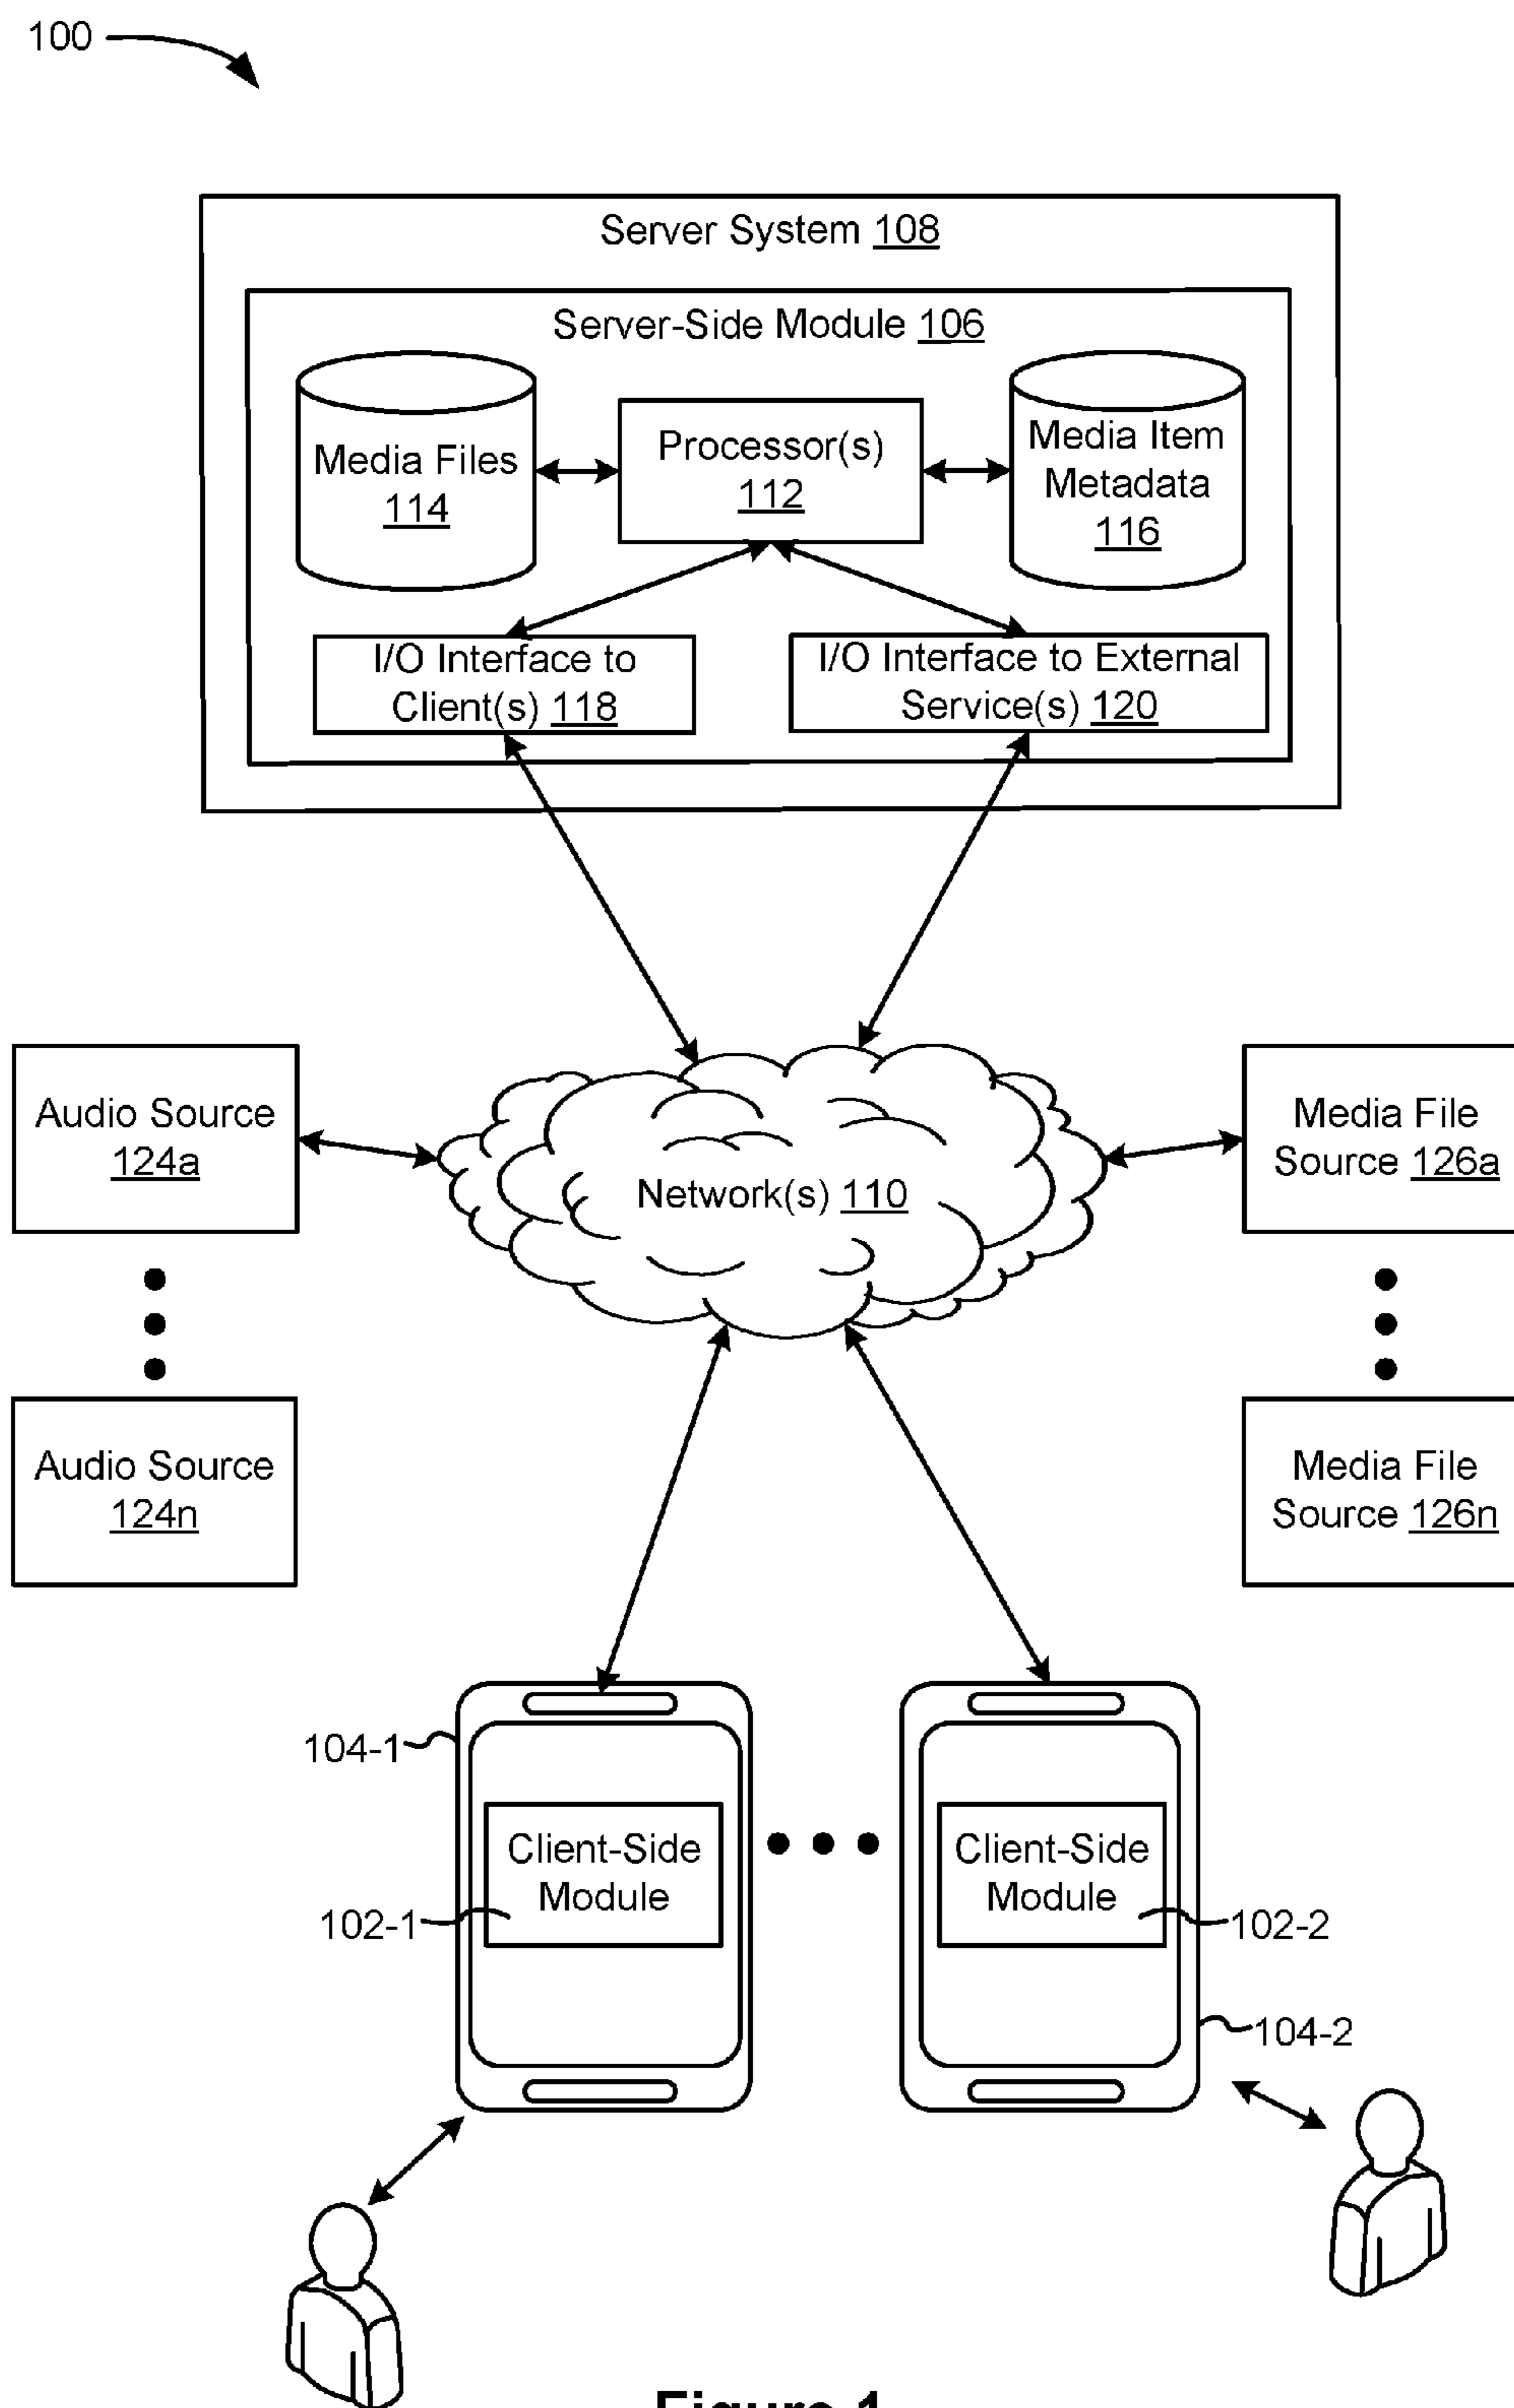 100
Server System 108
Server-Side Module 106
Media Files
114
Processor(s)
112
Media Item
Metadata
116
I/O Interface to
Client(s) 118
I/O Interface to External
Service(s) 120
Audio Source
124a
Network(s) 110
Media File
Source 126a
Audio Source
124n
Media File
Source 126n
104-1
Client-Side
Module
102-1
Client-Side
Module
102-2
104-2
Figure 1